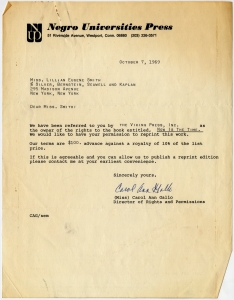 Negro Universities Press
51 Riverside Avenue, Westport, Conn. 06880 (203) 226-3571
October 7, 1969
Miss. Lillian Eugene Smith
% Silver, Bernstein, Seawell and Kaplan
295 Madison Avenue
New York, New York
Dear Miss. Smith:
We have been referred to you by The Viking Press, Inc. as
the owner of the rights to the book entitled, Now Is The Time.
We would like to have your permission to reprint this work.
Our terms are $100. advance against a royalty of 10% of the list
price.
If this is agreeable and you can allow us to publish a reprint edition
please contact me at your earliest convenience.
Sincerely yours,
Carol Ann Gallo
(Miss) Carol Ann Gallo
Director of Rights and Permissions
CAG/acm